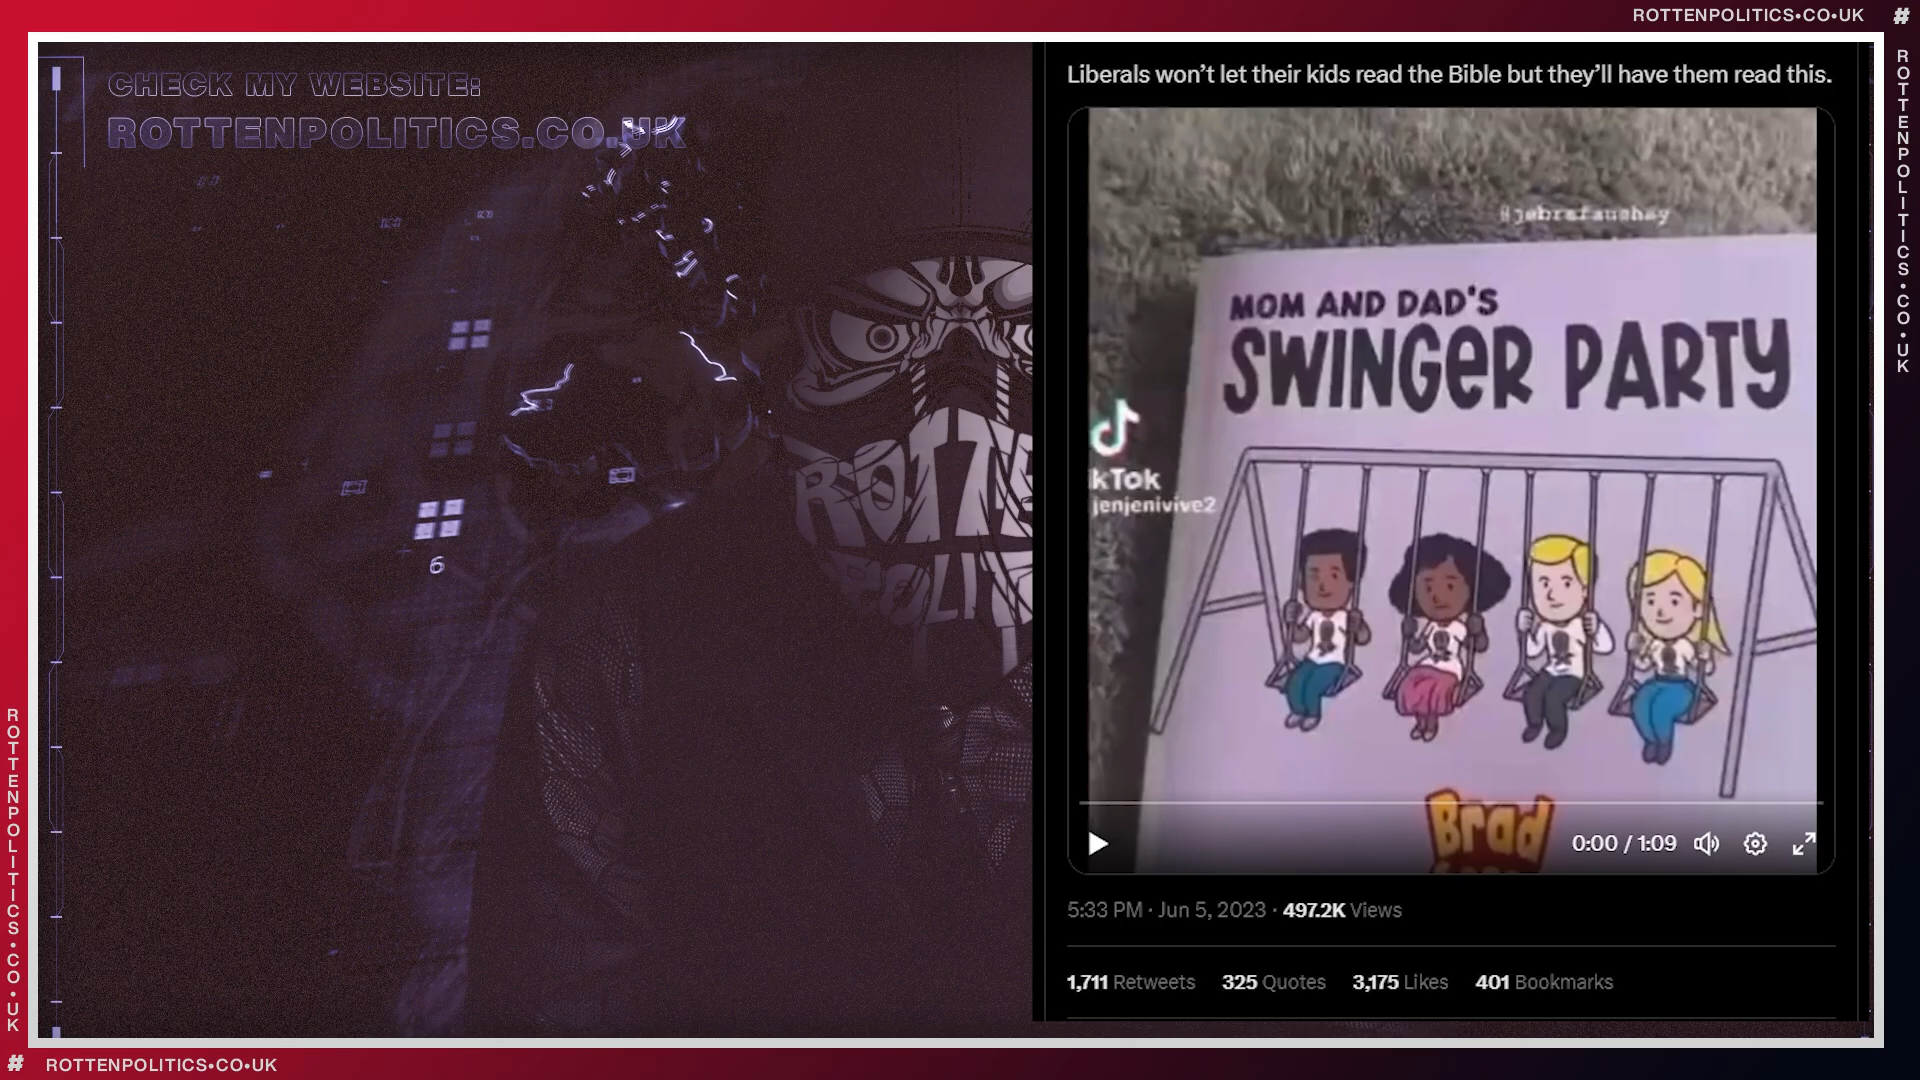 ROTTENPOLITICS•CO•UK #
CHECK MY WEBSITE:
ROTTENPOLITICS.CO.UK
6
ROTTE
POLIT
Liberals won’t let their kids read the Bible but they’ll have them read this.
MOM AND DAD'S
SWINGER PARTY
kTok
jenjenivive2
Brad
0:00 / 1:09
5:33 PM · Jun 5, 2023 · 497.2K Views
1,711 Retweets 325 Quotes 3,175 Likes 401 Bookmarks
ROTTENPOLITICS•CO•UK
ROTTENPOLITICS•CO•UK
# ROTTENPOLITICS•CO•UK